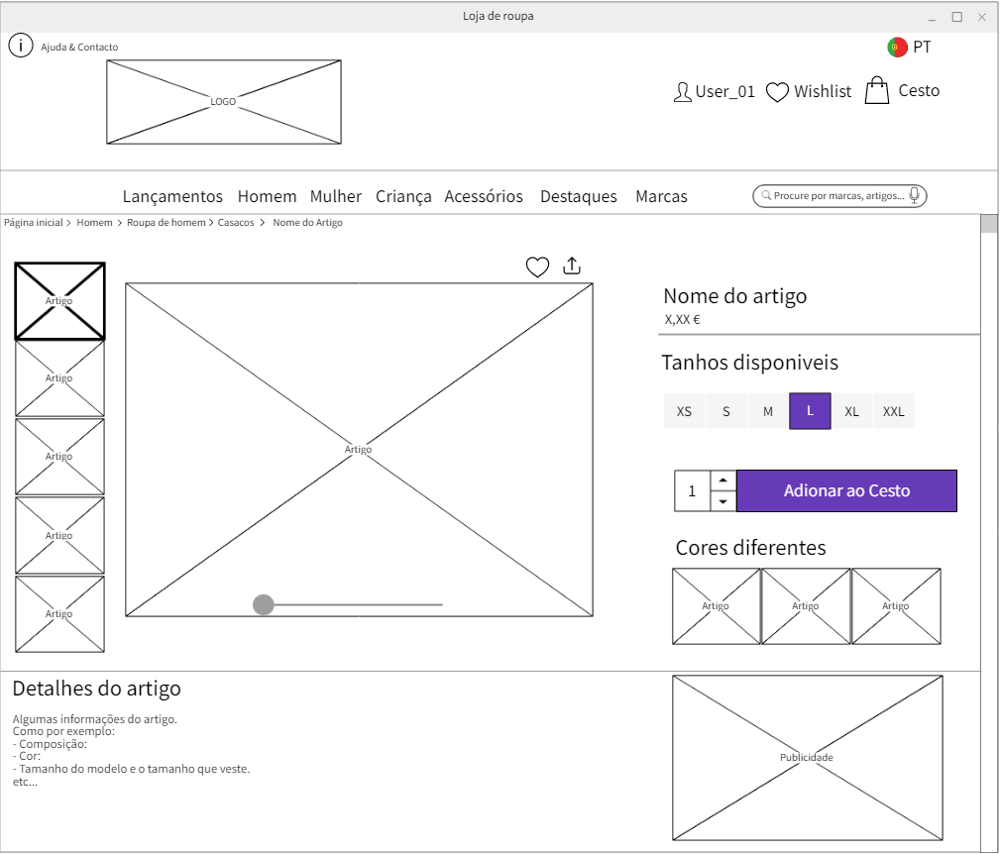 Loja de roupa
Ajuda & Contacto
PT
LOGO
User_01 Wishlist Cesto
Lançamentos Homem Mulher Criança Acessórios Destaques Marcas
Procure por marcas, artigos...
Página inicial > Homem > Roupa de homem > Casacos > Nome do Artigo
Artigo
Artigo
Artigo
Artigo
Artigo
Artigo
Nome do artigo
X,XX €
Tanhos disponiveis
XS S M L XL XXL
1 Adionar ao Cesto
Cores diferentes
Artigo Artigo Artigo
Detalhes do artigo
Algumas informações do artigo.
Como por exemplo:
- Composição:
- Cor:
- Tamanho do modelo e o tamanho que veste.
etc...
Publicidade